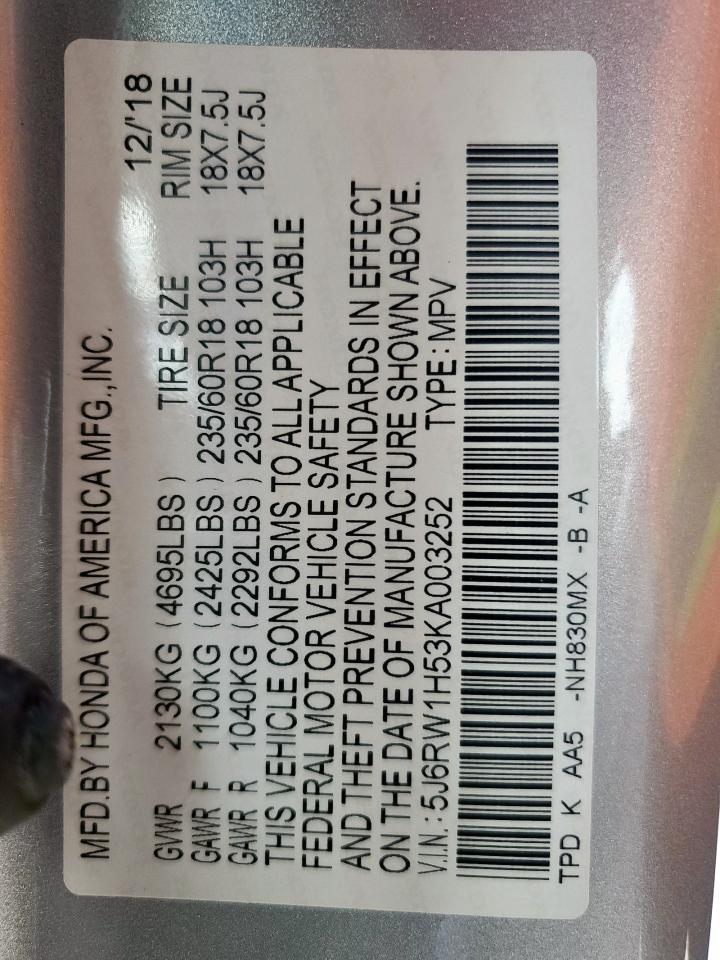 MFD.BY HONDA OF AMERICA MFG.,INC. 12/'18
GVWR 2130KG (4695LBS) TIRE SIZE RIM SIZE
GAWR F 1100KG (2425LBS) 235/60R18 103H 18X7.5J
GAWR R 1040KG (2292LBS) 235/60R18 103H 18X7.5J
THIS VEHICLE CONFORMS TO ALL APPLICABLE
FEDERAL MOTOR VEHICLE SAFETY
AND THEFT PREVENTION STANDARDS IN EFFECT
ON THE DATE OF MANUFACTURE SHOWN ABOVE.
V.I.N.:5J6RW1H53KA003252 TYPE:MPV
TPD K AA5 -NH830MX -B -A